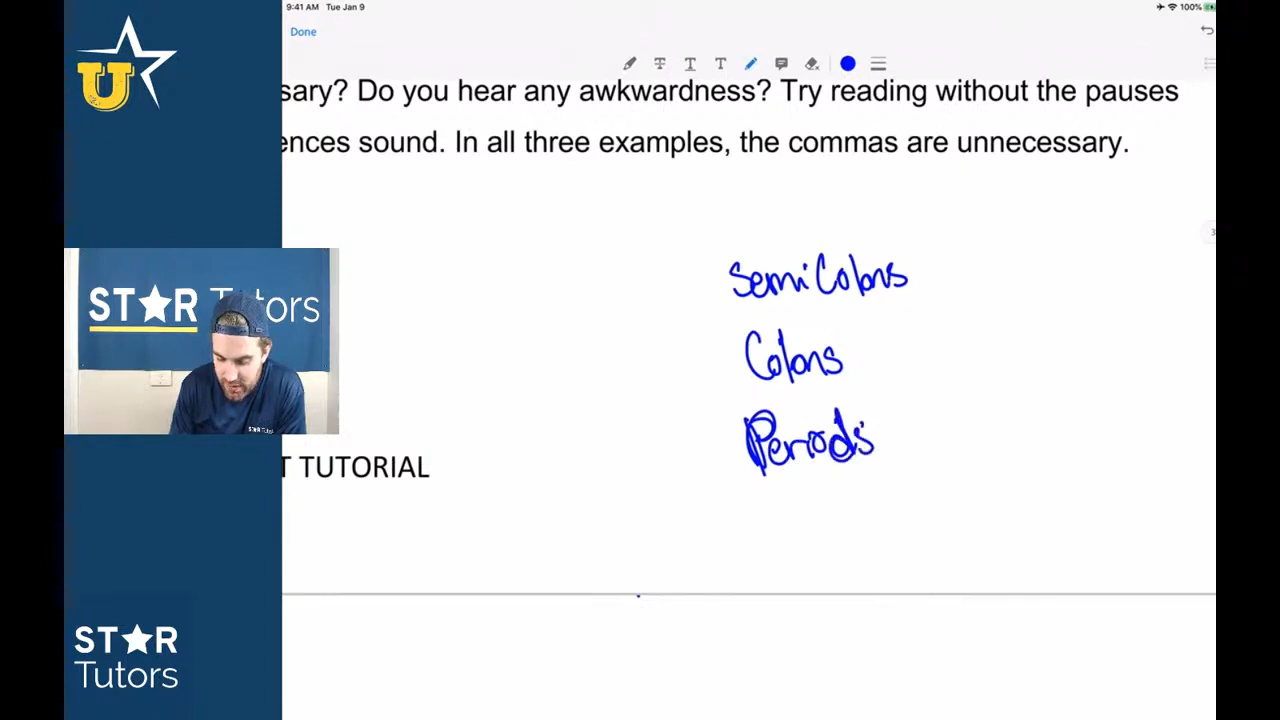 9:41 AM Tue Jan 9
100%
Done
U
sary? Do you hear any awkwardness? Try reading without the pauses
ences sound. In all three examples, the commas are unnecessary.
SemiColons
STAR Tutors
Colons
Periods
T TUTORIAL
STAR
Tutors